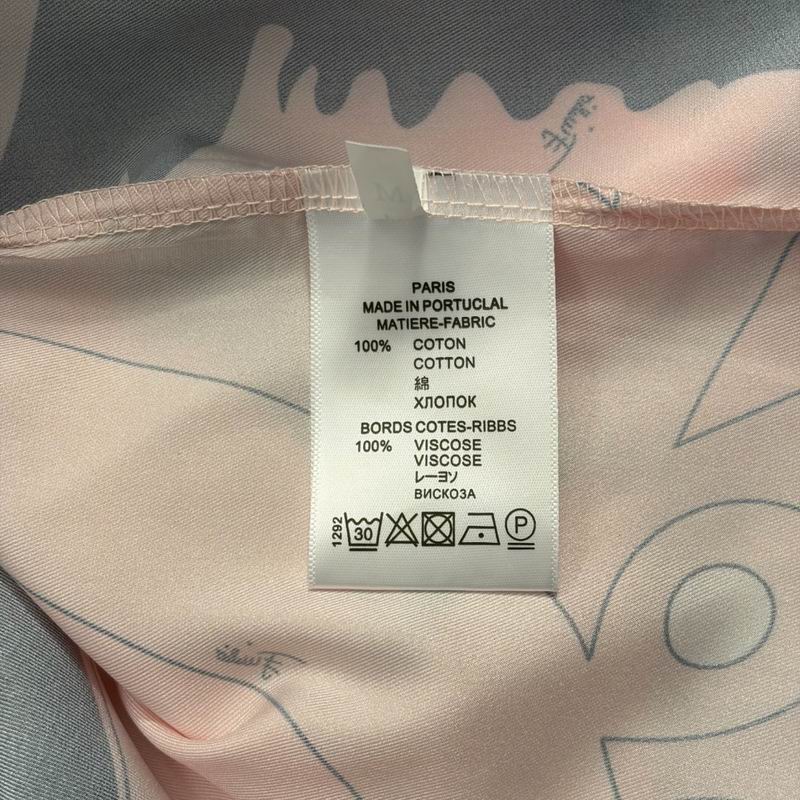 M
PARIS
MADE IN PORTUCLAL
MATIERE-FABRIC
100% COTON
COTTON
綿
ХЛОПОК
BORDS COTES-RIBBS
100% VISCOSE
VISCOSE
レーヨソ
ВИСКОЗА
1292 30 P